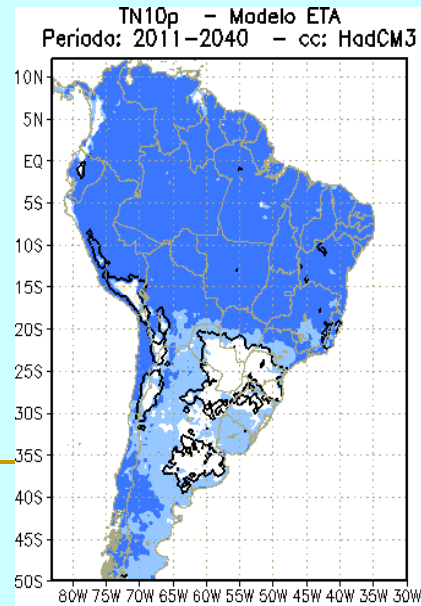 TN10p – Modelo ETA
Periodo: 2011–2040 – cc: HadCM3
10N
5N
EQ
5S
10S
15S
20S
25S
30S
35S
40S
45S
50S
80W 75W 70W 65W 60W 55W 50W 45W 40W 35W 30W